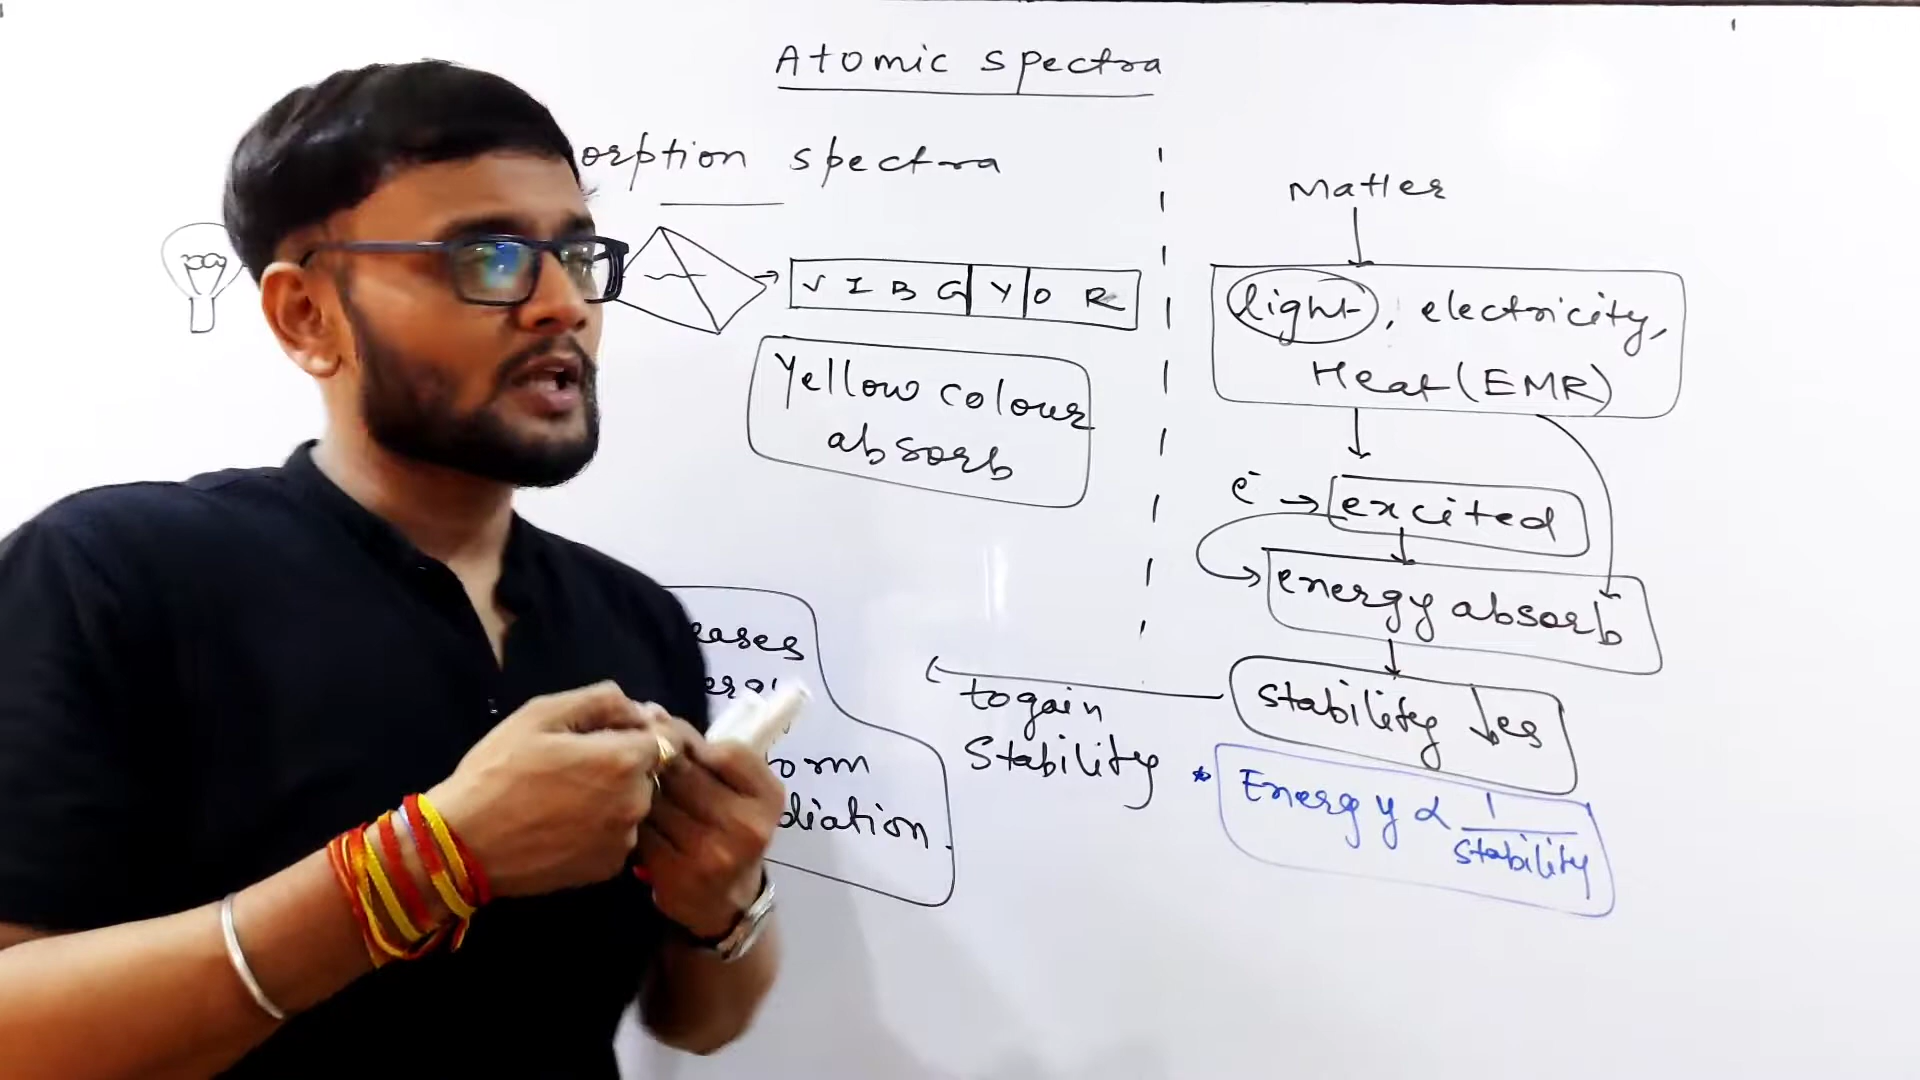 Atomic spectra
orption spectra
V I B G Y O R
Yellow colour
absorb
Matter
light, electricity,
Heat (EMR)
e⁻ → excited
energy absorb
stability ↓es
to gain
Stability
* Energy ∝ 1
stability
eases
orm
diation